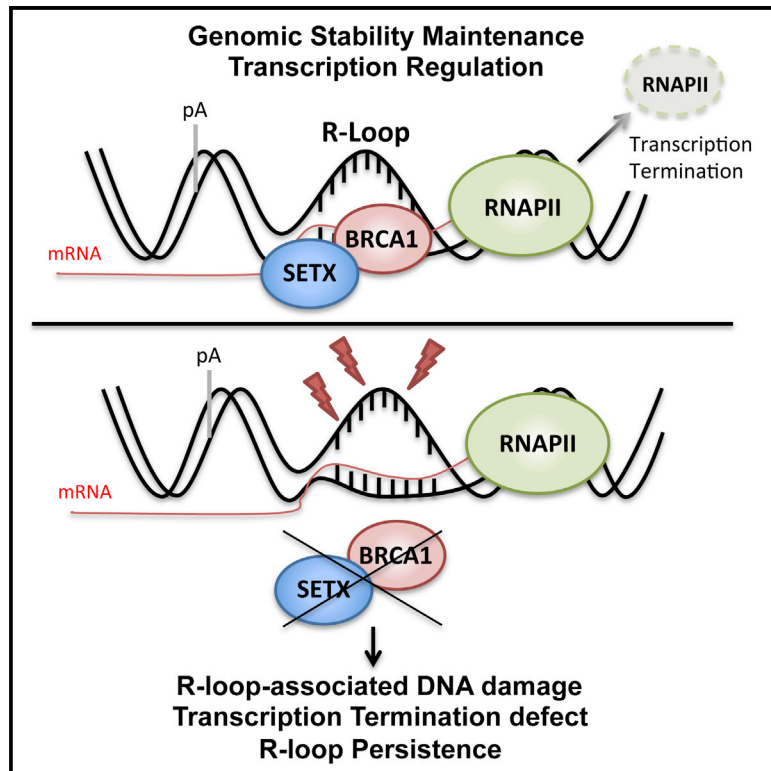 Genomic Stability Maintenance
Transcription Regulation
RNAPII
pA
R-Loop
Transcription
Termination
RNAPII
BRCA1
mRNA
SETX
pA
RNAPII
mRNA
BRCA1
SETX
R-loop-associated DNA damage
Transcription Termination defect
R-loop Persistence